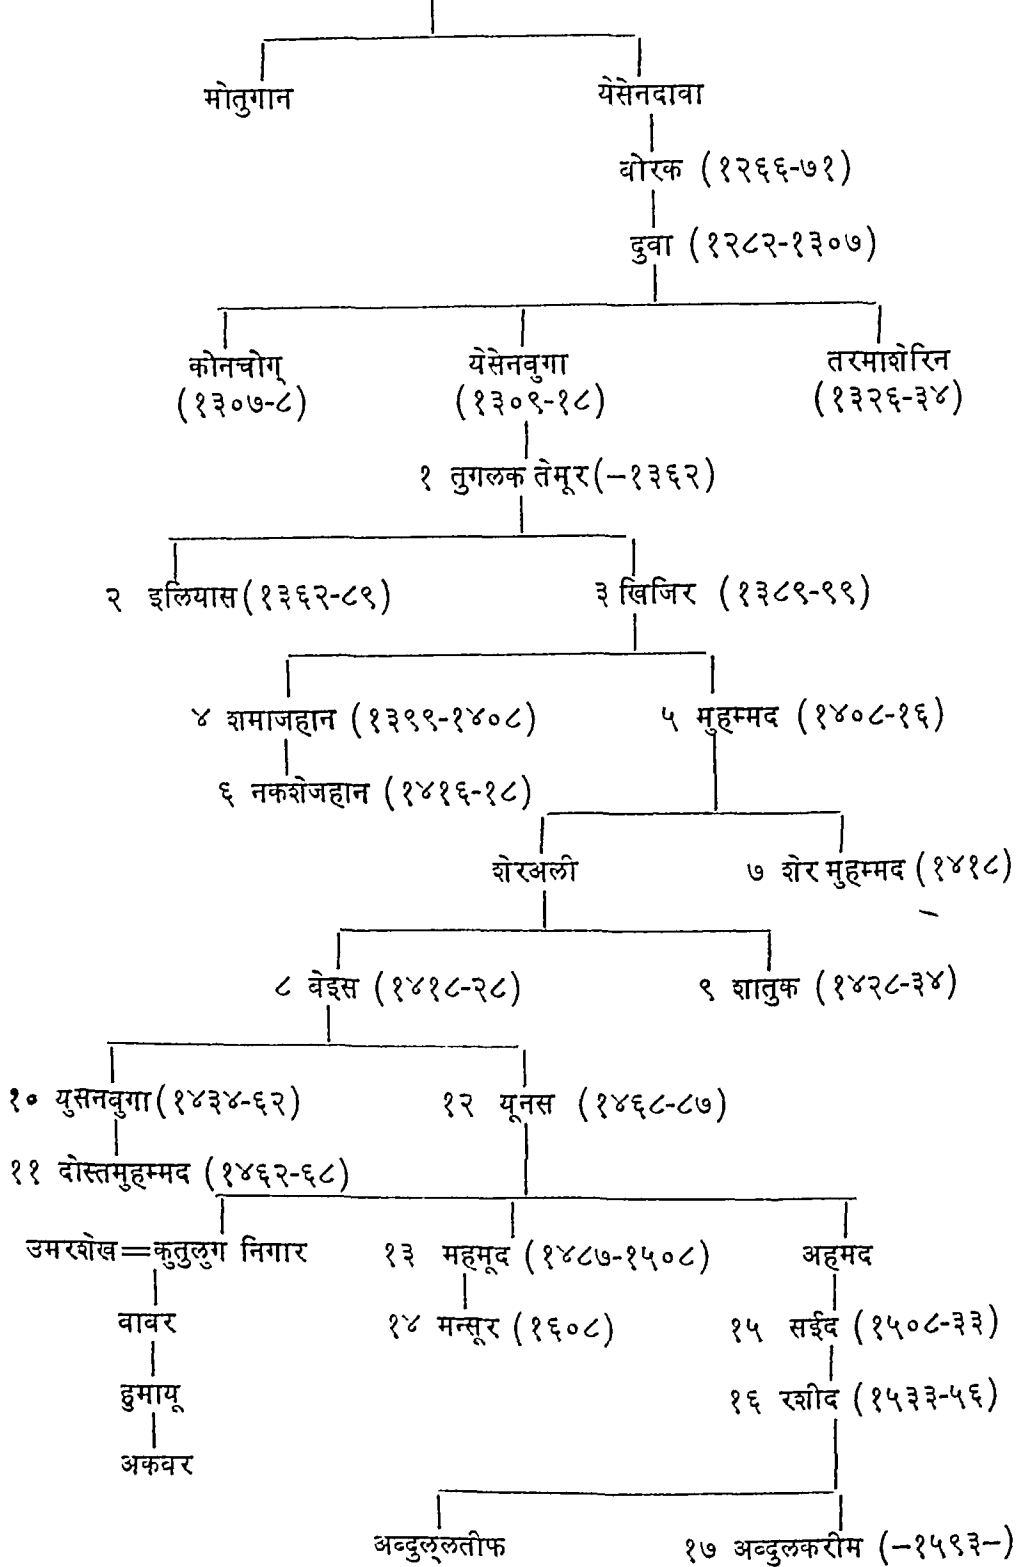 मोतुगान येसेनदावा
वोरक (१२६६-७१)
दुवा (१२८२-१३०७)
कोनचोग् येसेनवुगा तरमाशेरिन
(१३०७-८) (१३०९-१८) (१३२६-३४)
१ तुगलक तेमूर(-१३६२)
२ इलियास(१३६२-८९) ३ खिजिर (१३८९-९९)
४ शमाजहान (१३९९-१४०८) ५ मुहम्मद (१४०८-१६)
६ नकशेजहान (१४१६-१८)
शेरअली ७ शेर मुहम्मद (१४१८)
८ वेइस (१४१८-२८) ९ शातुक (१४२८-३४)
१० युसनवुगा(१४३४-६२) १२ यूनस (१४६८-८७)
११ दोस्तमुहम्मद (१४६२-६८)
उमरशेख=कुतुलुग निगार १३ महमूद (१४८७-१५०८) अहमद
वावर १४ मन्सूर (१६०८) १५ सईद (१५०८-३३)
हुमायू १६ रशीद (१५३३-५६)
अकवर
अव्दुल्लतीफ १७ अव्दुलकरीम (-१५९३-)